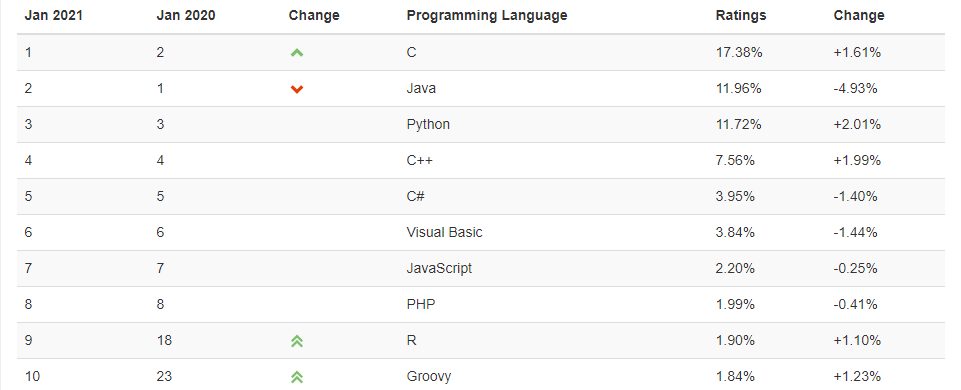 Jan 2021 Jan 2020 Change Programming Language Ratings Change
1 2 C 17.38% +1.61%
2 1 Java 11.96% -4.93%
3 3 Python 11.72% +2.01%
4 4 C++ 7.56% +1.99%
5 5 C# 3.95% -1.40%
6 6 Visual Basic 3.84% -1.44%
7 7 JavaScript 2.20% -0.25%
8 8 PHP 1.99% -0.41%
9 18 R 1.90% +1.10%
10 23 Groovy 1.84% +1.23%